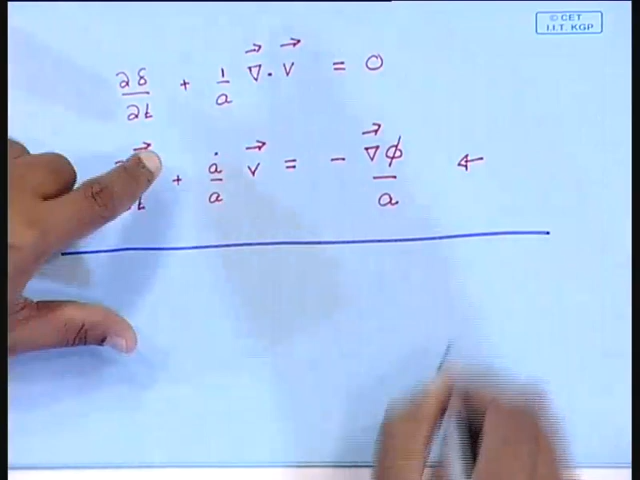 © CET
I.I.T. KGP
∂δ/∂t + 1/a ∇⃗ · v⃗ = 0
∂t + ȧ/a v⃗ = - ∇⃗ϕ/a ←